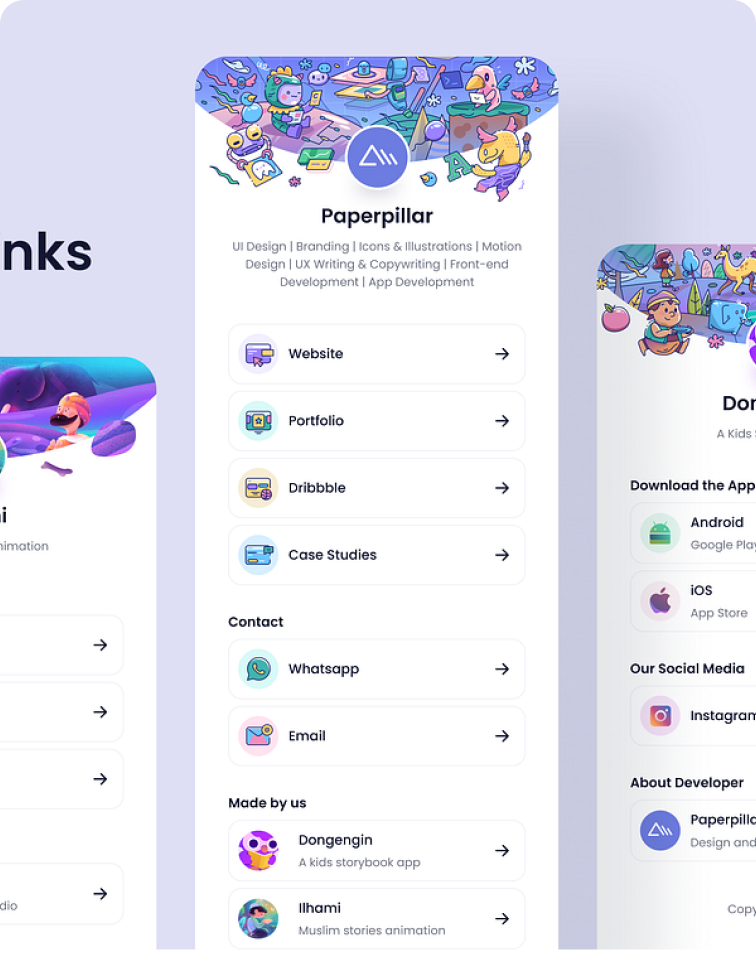 nks
i
nimation
dio
Paperpillar
UI Design | Branding | Icons & Illustrations | Motion
Design | UX Writing & Copywriting | Front-end
Development | App Development
Website
Portfolio
Dribbble
Case Studies
Contact
Whatsapp
Email
Made by us
Dongengin
A kids storybook app
Ilhami
Muslim stories animation
A
Don
A Kids S
Download the App
Android
Google Play
iOS
App Store
Our Social Media
Instagram
About Developer
Paperpilla
Design and
Copy